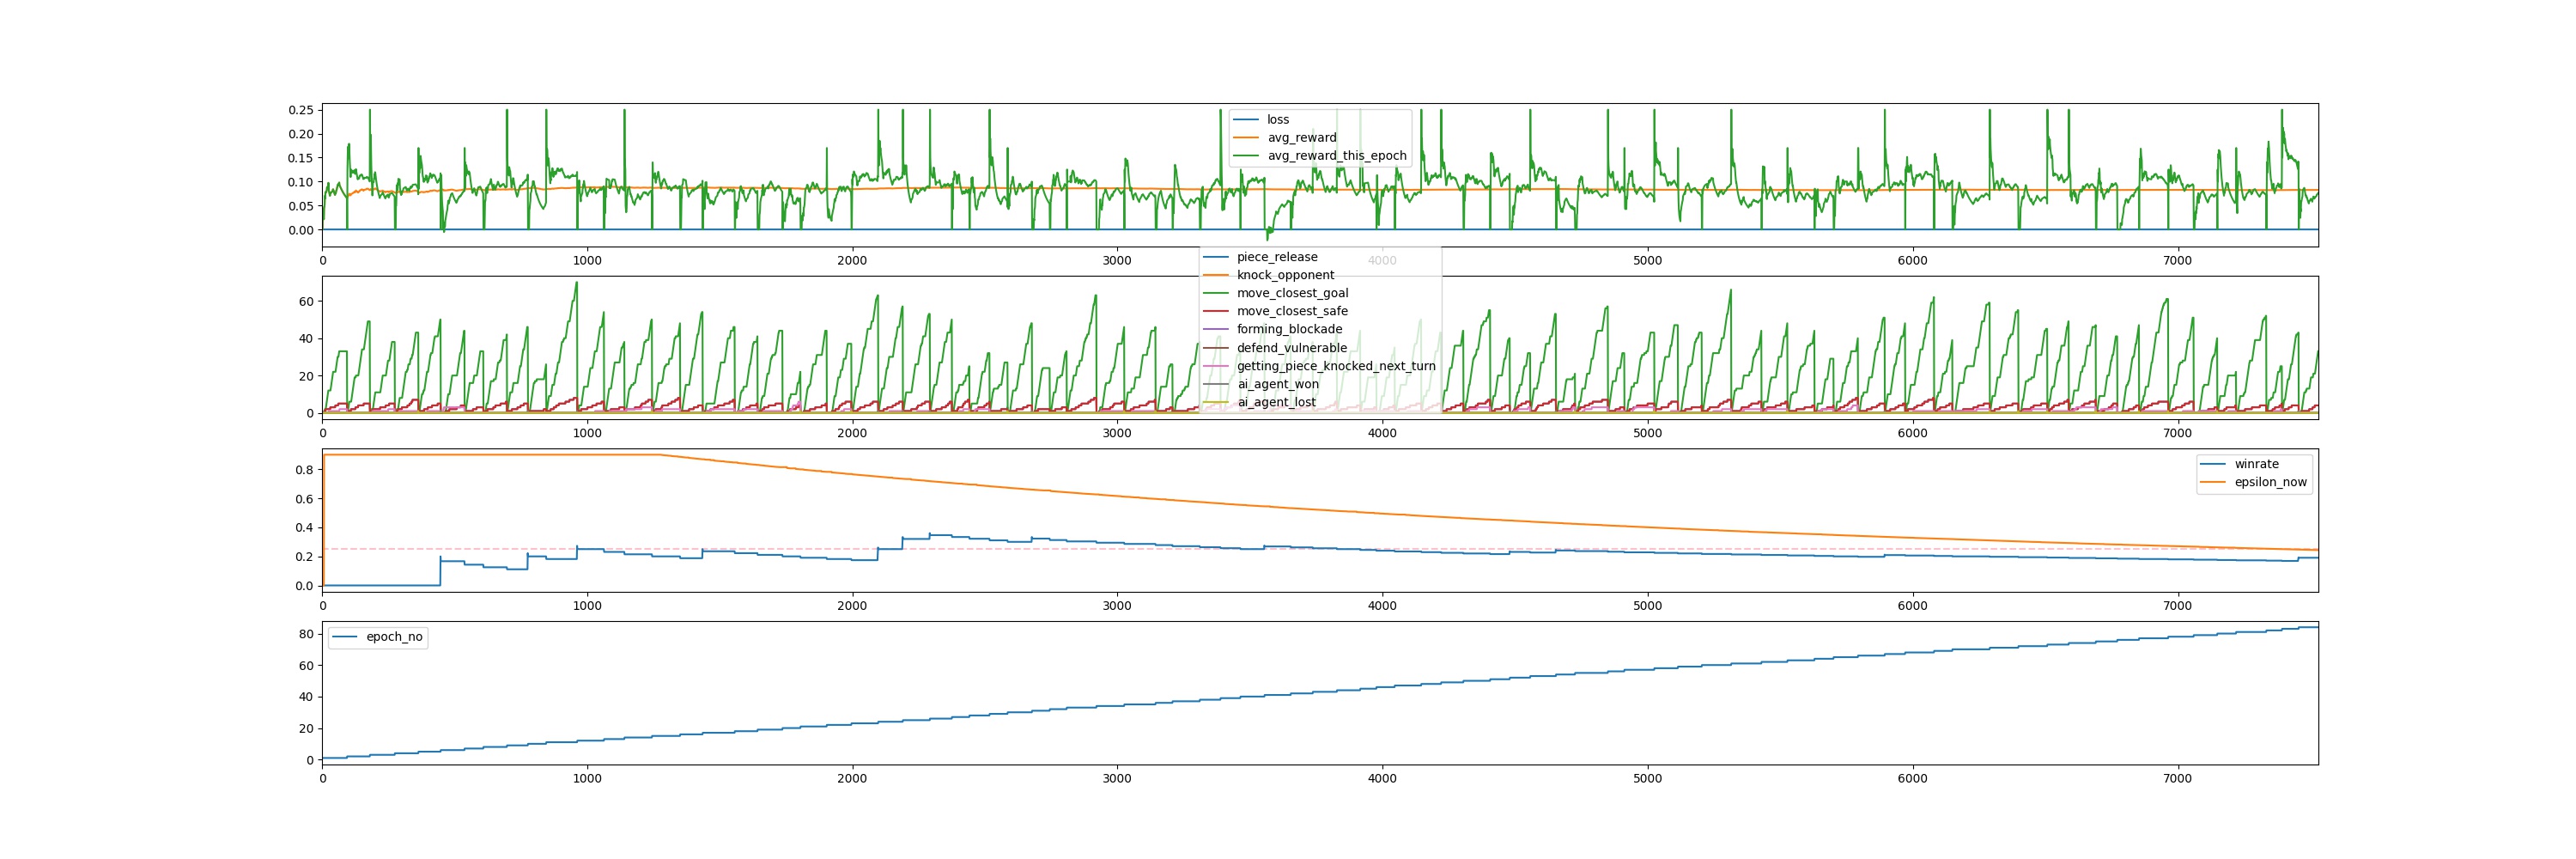 0.25
0.20
0.15
0.10
0.05
0.00
loss
avg_reward
avg_reward_this_epoch
0 1000 2000 3000 4000 5000 6000 7000
60
40
20
0
piece_release
knock_opponent
move_closest_goal
move_closest_safe
forming_blockade
defend_vulnerable
getting_piece_knocked_next_turn
ai_agent_won
ai_agent_lost
0 1000 2000 3000 4000 5000 6000 7000
0.8
0.6
0.4
0.2
0.0
winrate
epsilon_now
0 1000 2000 3000 4000 5000 6000 7000
80
60
40
20
0
epoch_no
0 1000 2000 3000 4000 5000 6000 7000